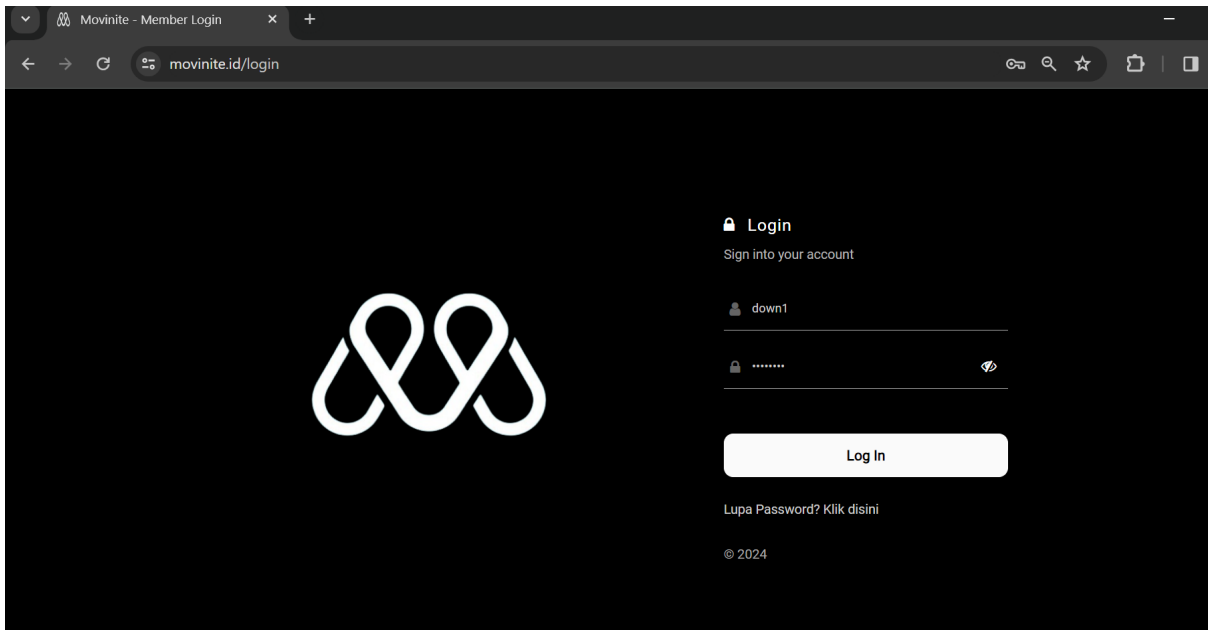 Movinite - Member Login
movinite.id/login
Login
Sign into your account
down1
••••••••
Log In
Lupa Password? Klik disini
© 2024